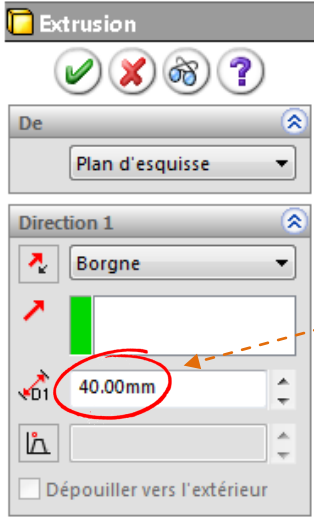 Extrusion
De
Plan d'esquisse
Direction 1
Borgne
D1
40.00mm
Dépouiller vers l'extérieur